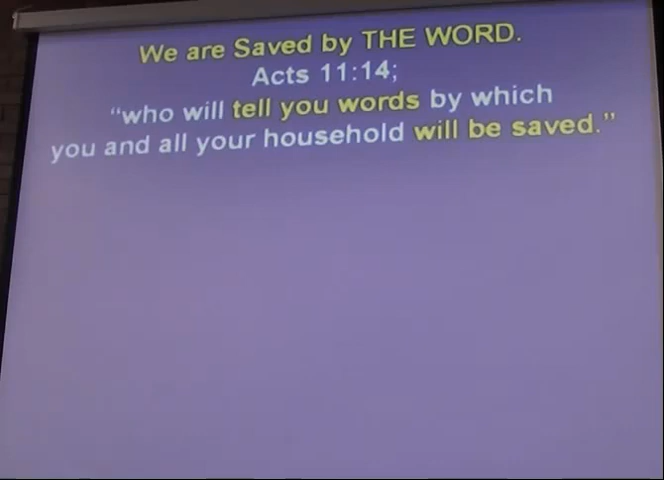 We are Saved by THE WORD.
Acts 11:14;
“who will tell you words by which
you and all your household will be saved.”